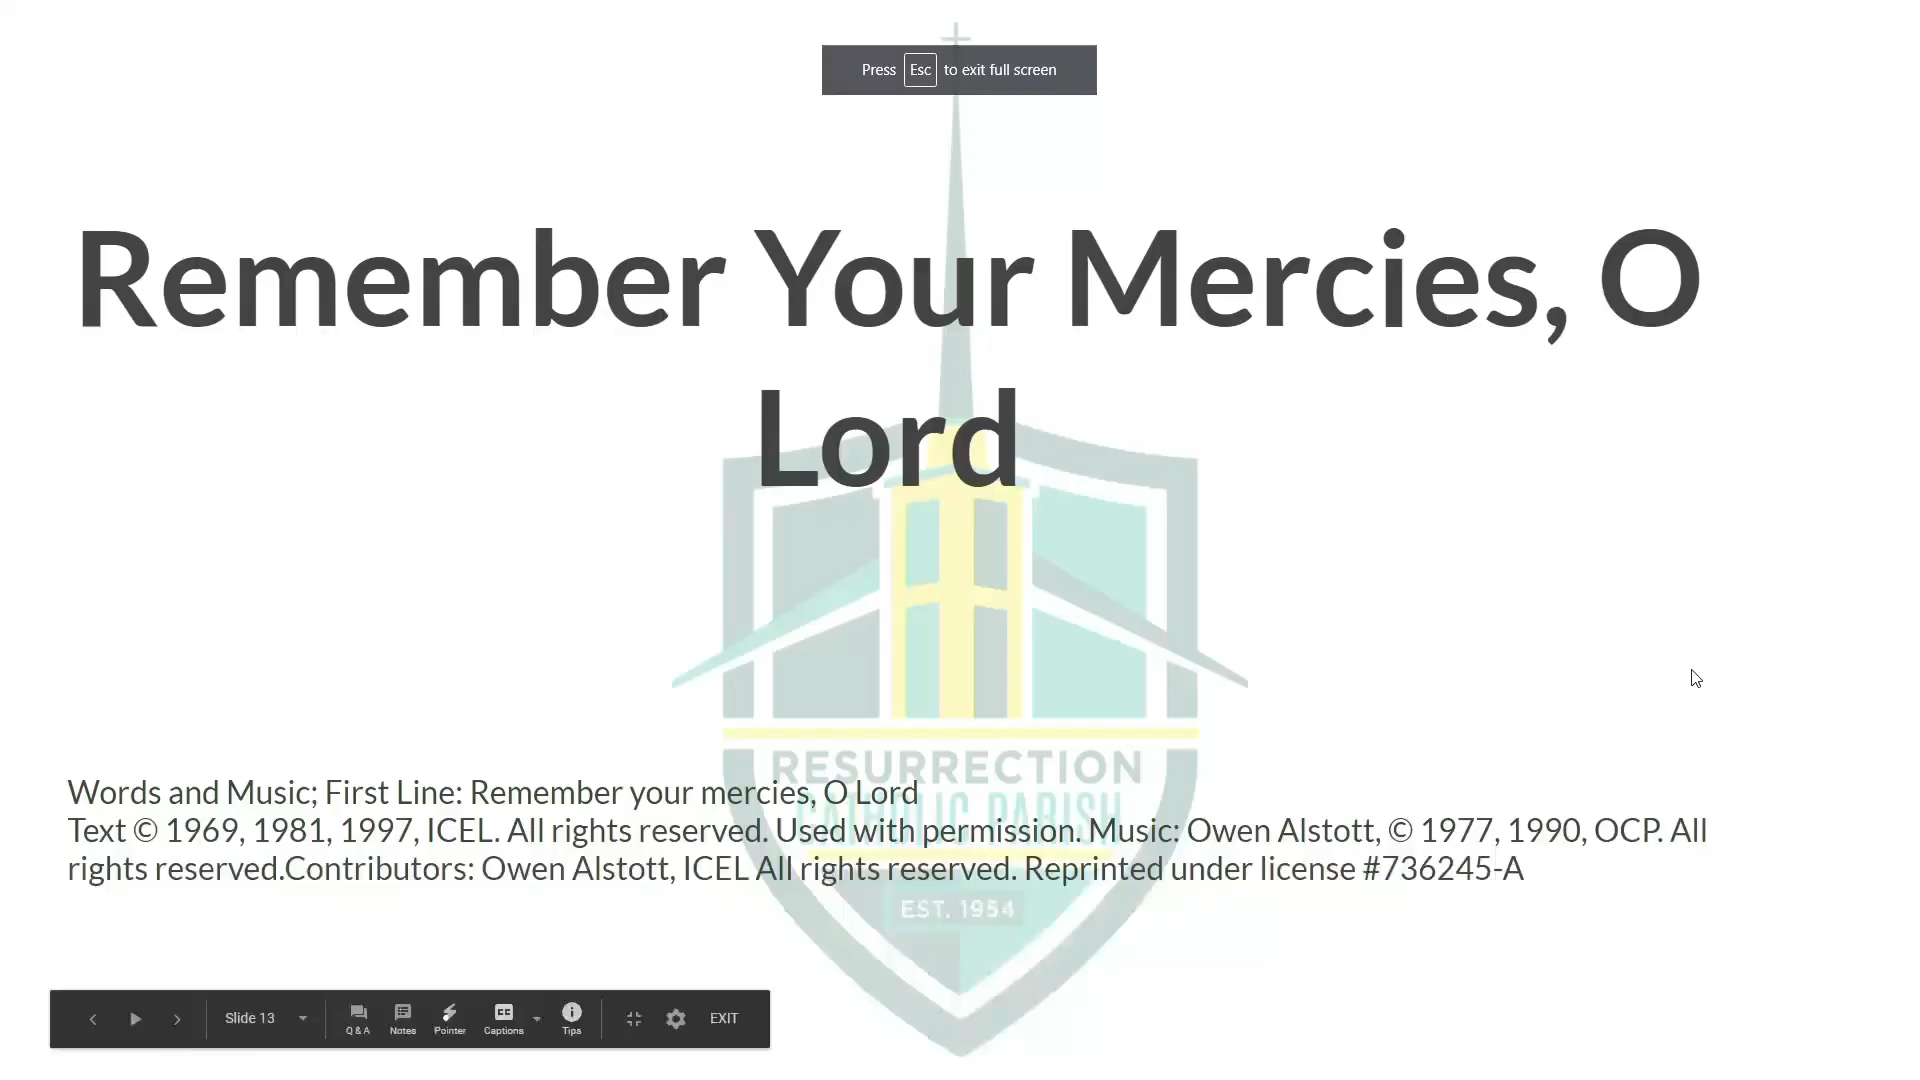 Press Esc to exit full screen
Remember Your Mercies, O
Lord
RESURRECTION
Words and Music; First Line: Remember your mercies, O Lord
CATHOLIC PARISH
Text © 1969, 1981, 1997, ICEL. All rights reserved. Used with permission. Music: Owen Alstott, © 1977, 1990, OCP. All
rights reserved.Contributors: Owen Alstott, ICEL All rights reserved. Reprinted under license #736245-A
EST. 1954
Slide 13
Q & A
Notes
Pointer
CC
Captions
Tips
EXIT